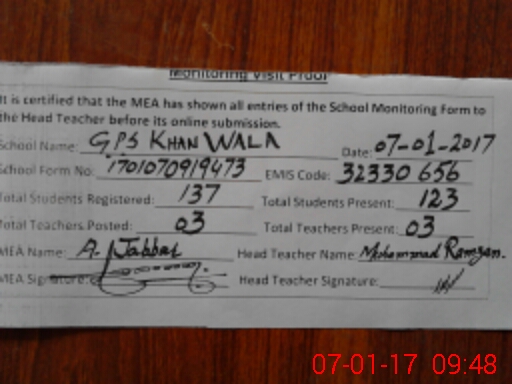 Monitoring Visit Proof
It is certified that the MEA has shown all entries of the School Monitoring Form to
the Head Teacher before its online submission.
School Name: GPS KHAN WALA Date: 07-01-2017
School Form No: 1701070919473 EMIS Code: 32330 656
Total Students Registered: 137 Total Students Present: 123
Total Teachers Posted: 03 Total Teachers Present: 03
MEA Name: A. Jabbar Head Teacher Name: Mohammad Ramzan.
MEA Signature: Head Teacher Signature:
07-01-17 09:48